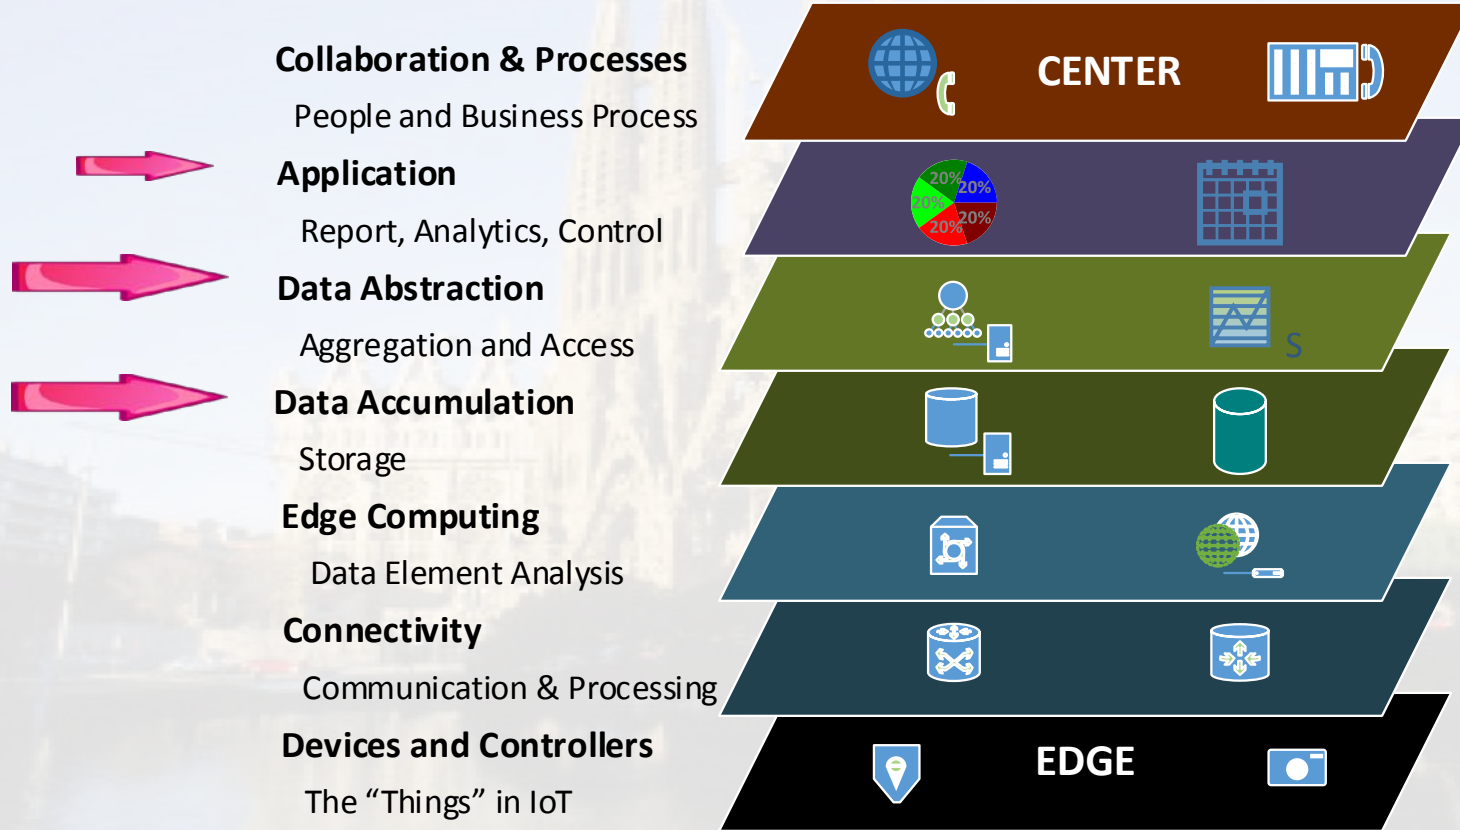 Collaboration & Processes
People and Business Process
Application
Report, Analytics, Control
Data Abstraction
Aggregation and Access
Data Accumulation
Storage
Edge Computing
Data Element Analysis
Connectivity
Communication & Processing
Devices and Controllers
The “Things” in IoT
CENTER
20%
20%
20%
20%
20%
S
EDGE